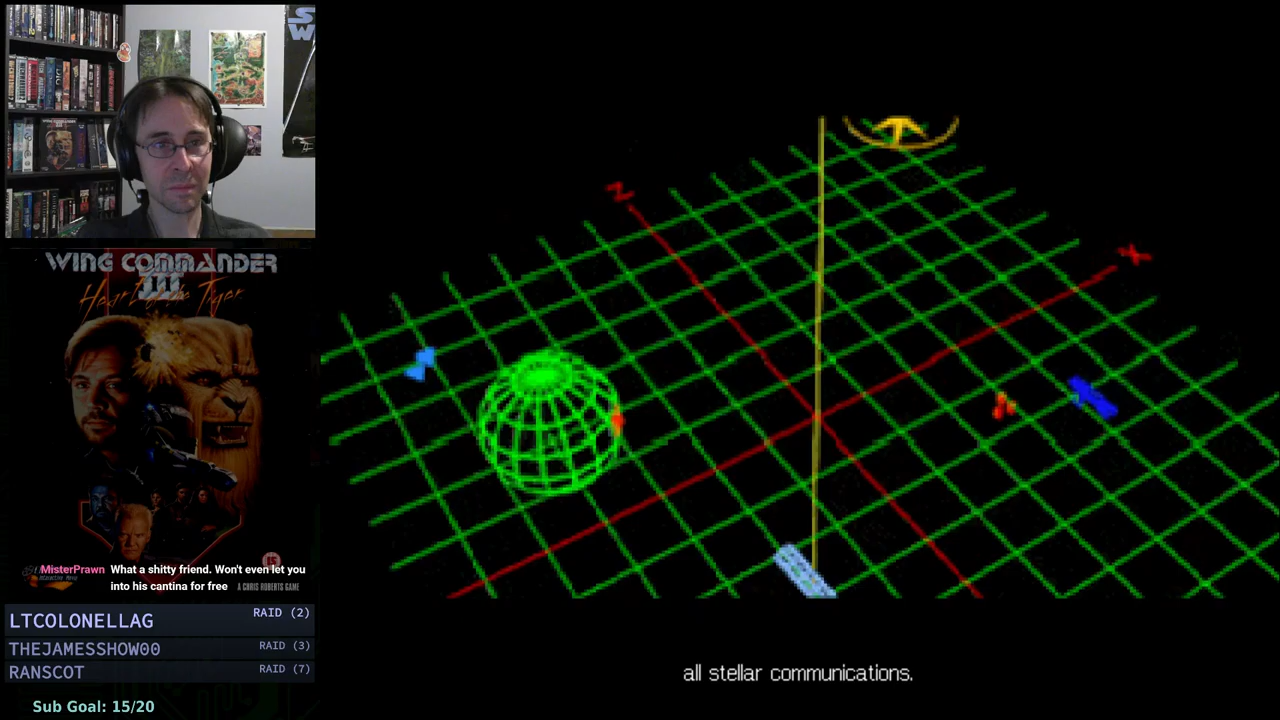 S
W
WING COMMANDER
III
Heart of the Tiger
MisterPrawn What a shitty friend. Won't even let you
into his cantina for free
A CHRIS ROBERTS GAME
15
LTCOLONELLAG RAID (2)
THEJAMESSHOW00 RAID (3)
RANSCOT RAID (7)
Sub Goal: 15/20
Z
X
all stellar communications.